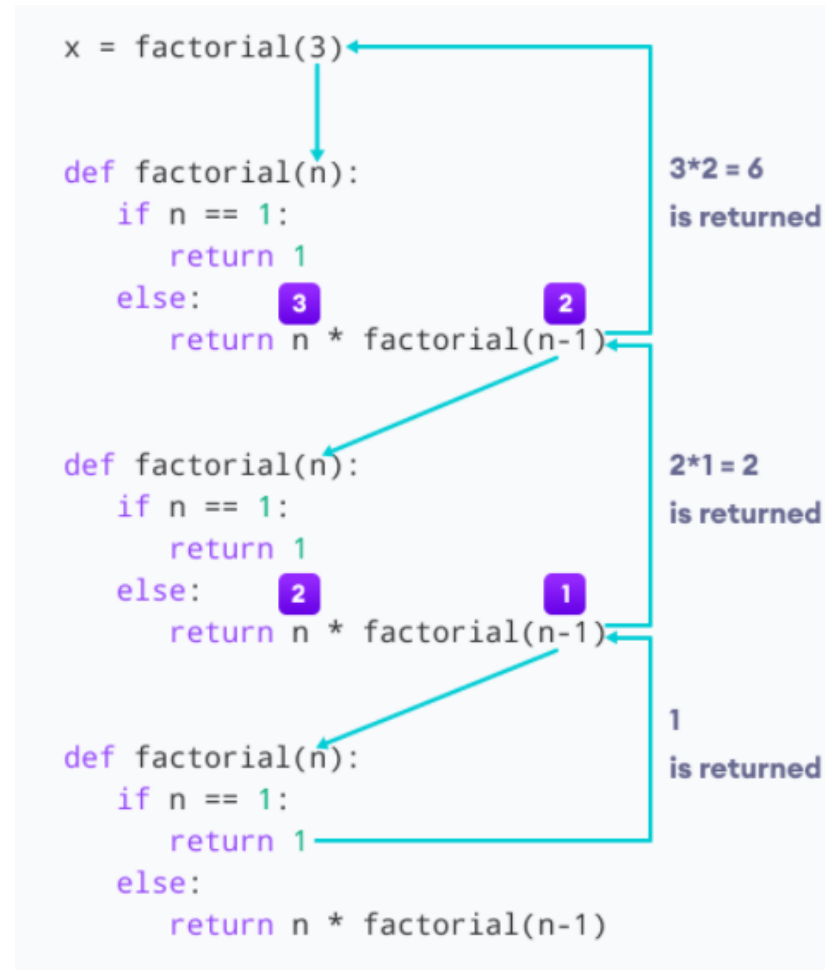 x = factorial(3)
def factorial(n):
3*2 = 6
if n == 1:
is returned
return 1
else:
3
2
return n * factorial(n-1)
def factorial(n):
2*1 = 2
if n == 1:
is returned
return 1
else:
2
1
return n * factorial(n-1)
1
def factorial(n):
is returned
if n == 1:
return 1
else:
return n * factorial(n-1)